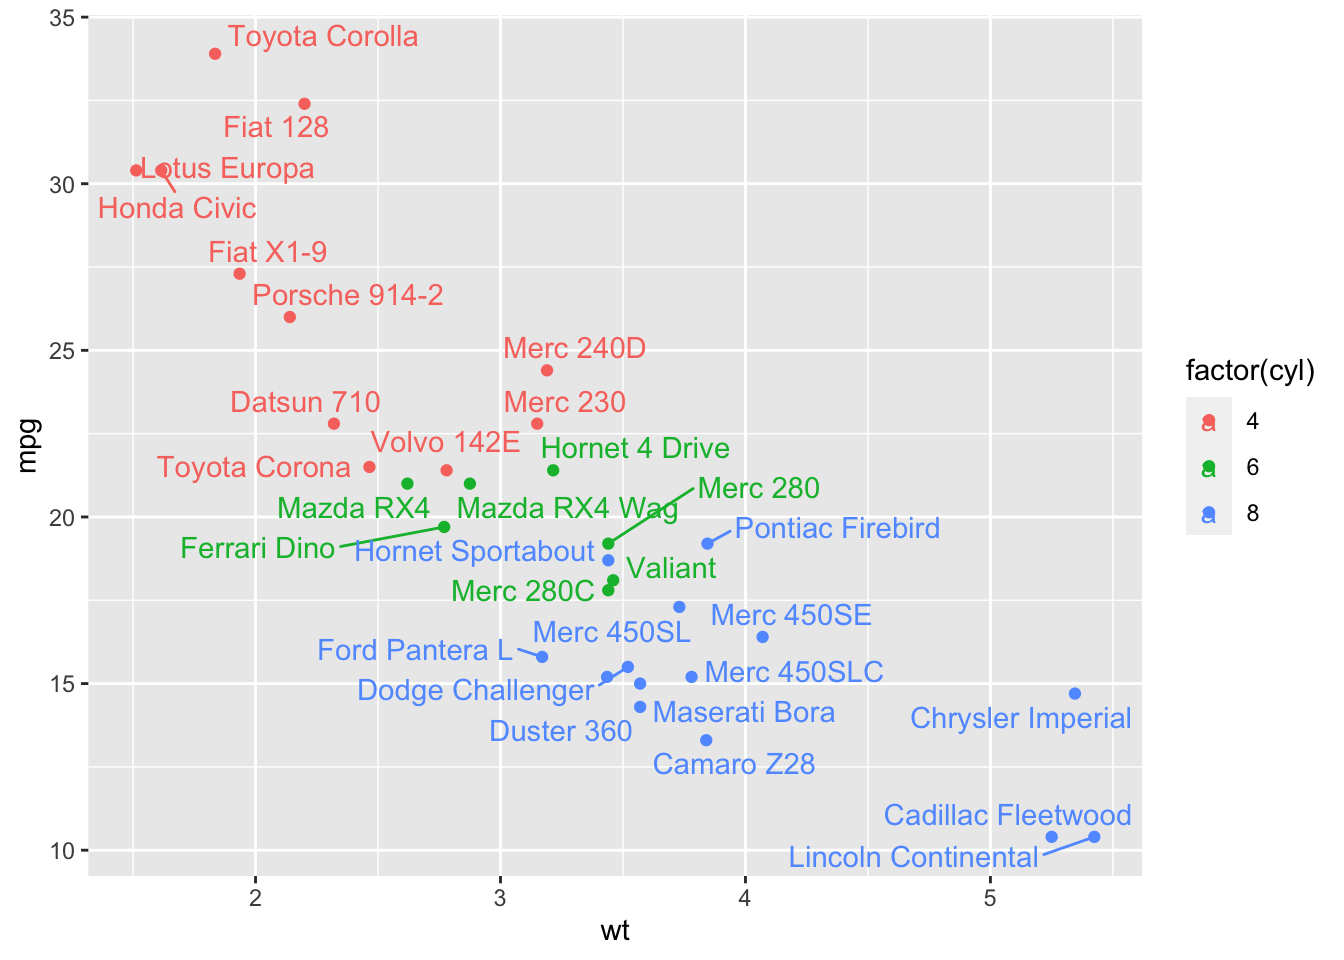 35
Toyota Corolla
Fiat 128
Lotus Europa
30
Honda Civic
Fiat X1-9
Porsche 914-2
Merc 240D
25
factor(cyl)
Datsun 710
Merc 230
a 4
mpg
Volvo 142E
Hornet 4 Drive
Toyota Corona
a 6
Merc 280
Mazda RX4
Mazda RX4 Wag
20
a 8
Pontiac Firebird
Ferrari Dino
Hornet Sportabout
Valiant
Merc 280C
Merc 450SE
Merc 450SL
Ford Pantera L
Merc 450SLC
15
Dodge Challenger
Maserati Bora
Chrysler Imperial
Duster 360
Camaro Z28
Cadillac Fleetwood
10
Lincoln Continental
2 3 4 5
wt